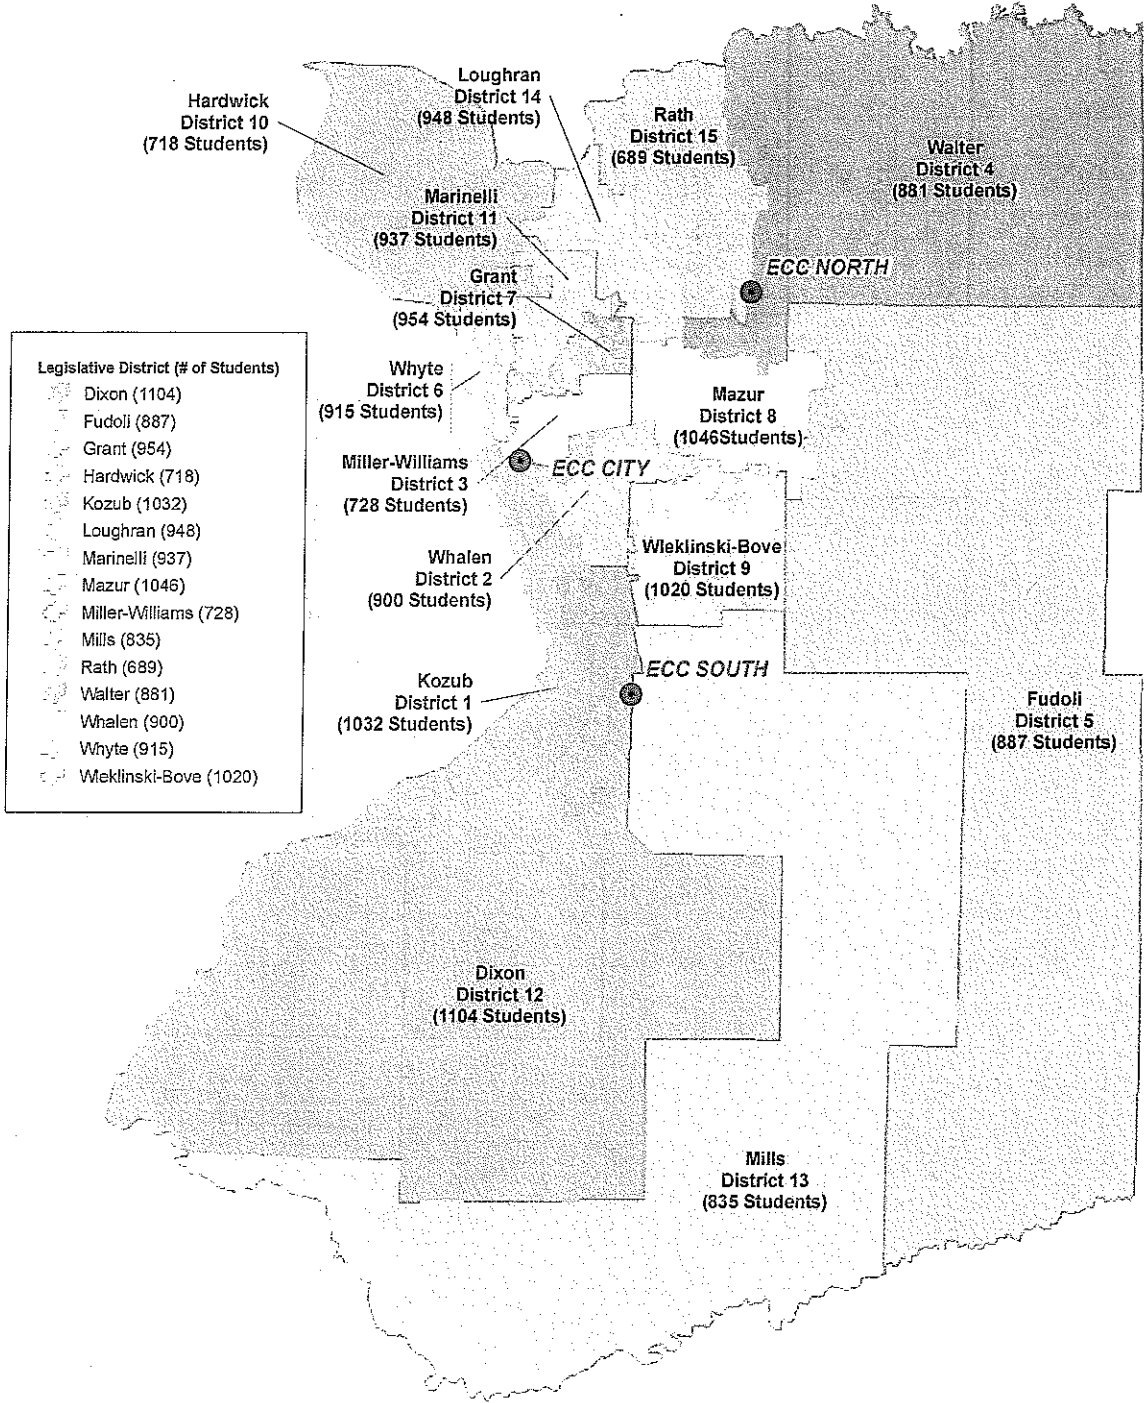 Loughran
District 14
(948 Students)
Hardwick
District 10
(718 Students)
Rath
District 15
(689 Students)
Walter
District 4
(881 Students)
Marinelli
District 11
(937 Students)
ECC NORTH
Grant
District 7
(954 Students)
Whyte
District 6
(915 Students)
Mazur
District 8
(1046Students)
Miller-Williams
District 3
(728 Students)
ECC CITY
Whalen
District 2
(900 Students)
Wleklinski-Bove
District 9
(1020 Students)
Kozub
District 1
(1032 Students)
ECC SOUTH
Fudoli
District 5
(887 Students)
Dixon
District 12
(1104 Students)
Mills
District 13
(835 Students)
Legislative District (# of Students)
Dixon (1104)
Fudoli (887)
Grant (954)
Hardwick (718)
Kozub (1032)
Loughran (948)
Marinelli (937)
Mazur (1046)
Miller-Williams (728)
Mills (835)
Rath (689)
Walter (881)
Whalen (900)
Whyte (915)
Wleklinski-Bove (1020)